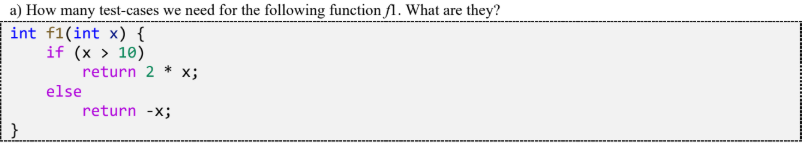 a) How many test-cases we need for the following function f1. What are they?
int f1(int x) {
    if (x > 10)
        return 2 * x;
    else
        return -x;
}